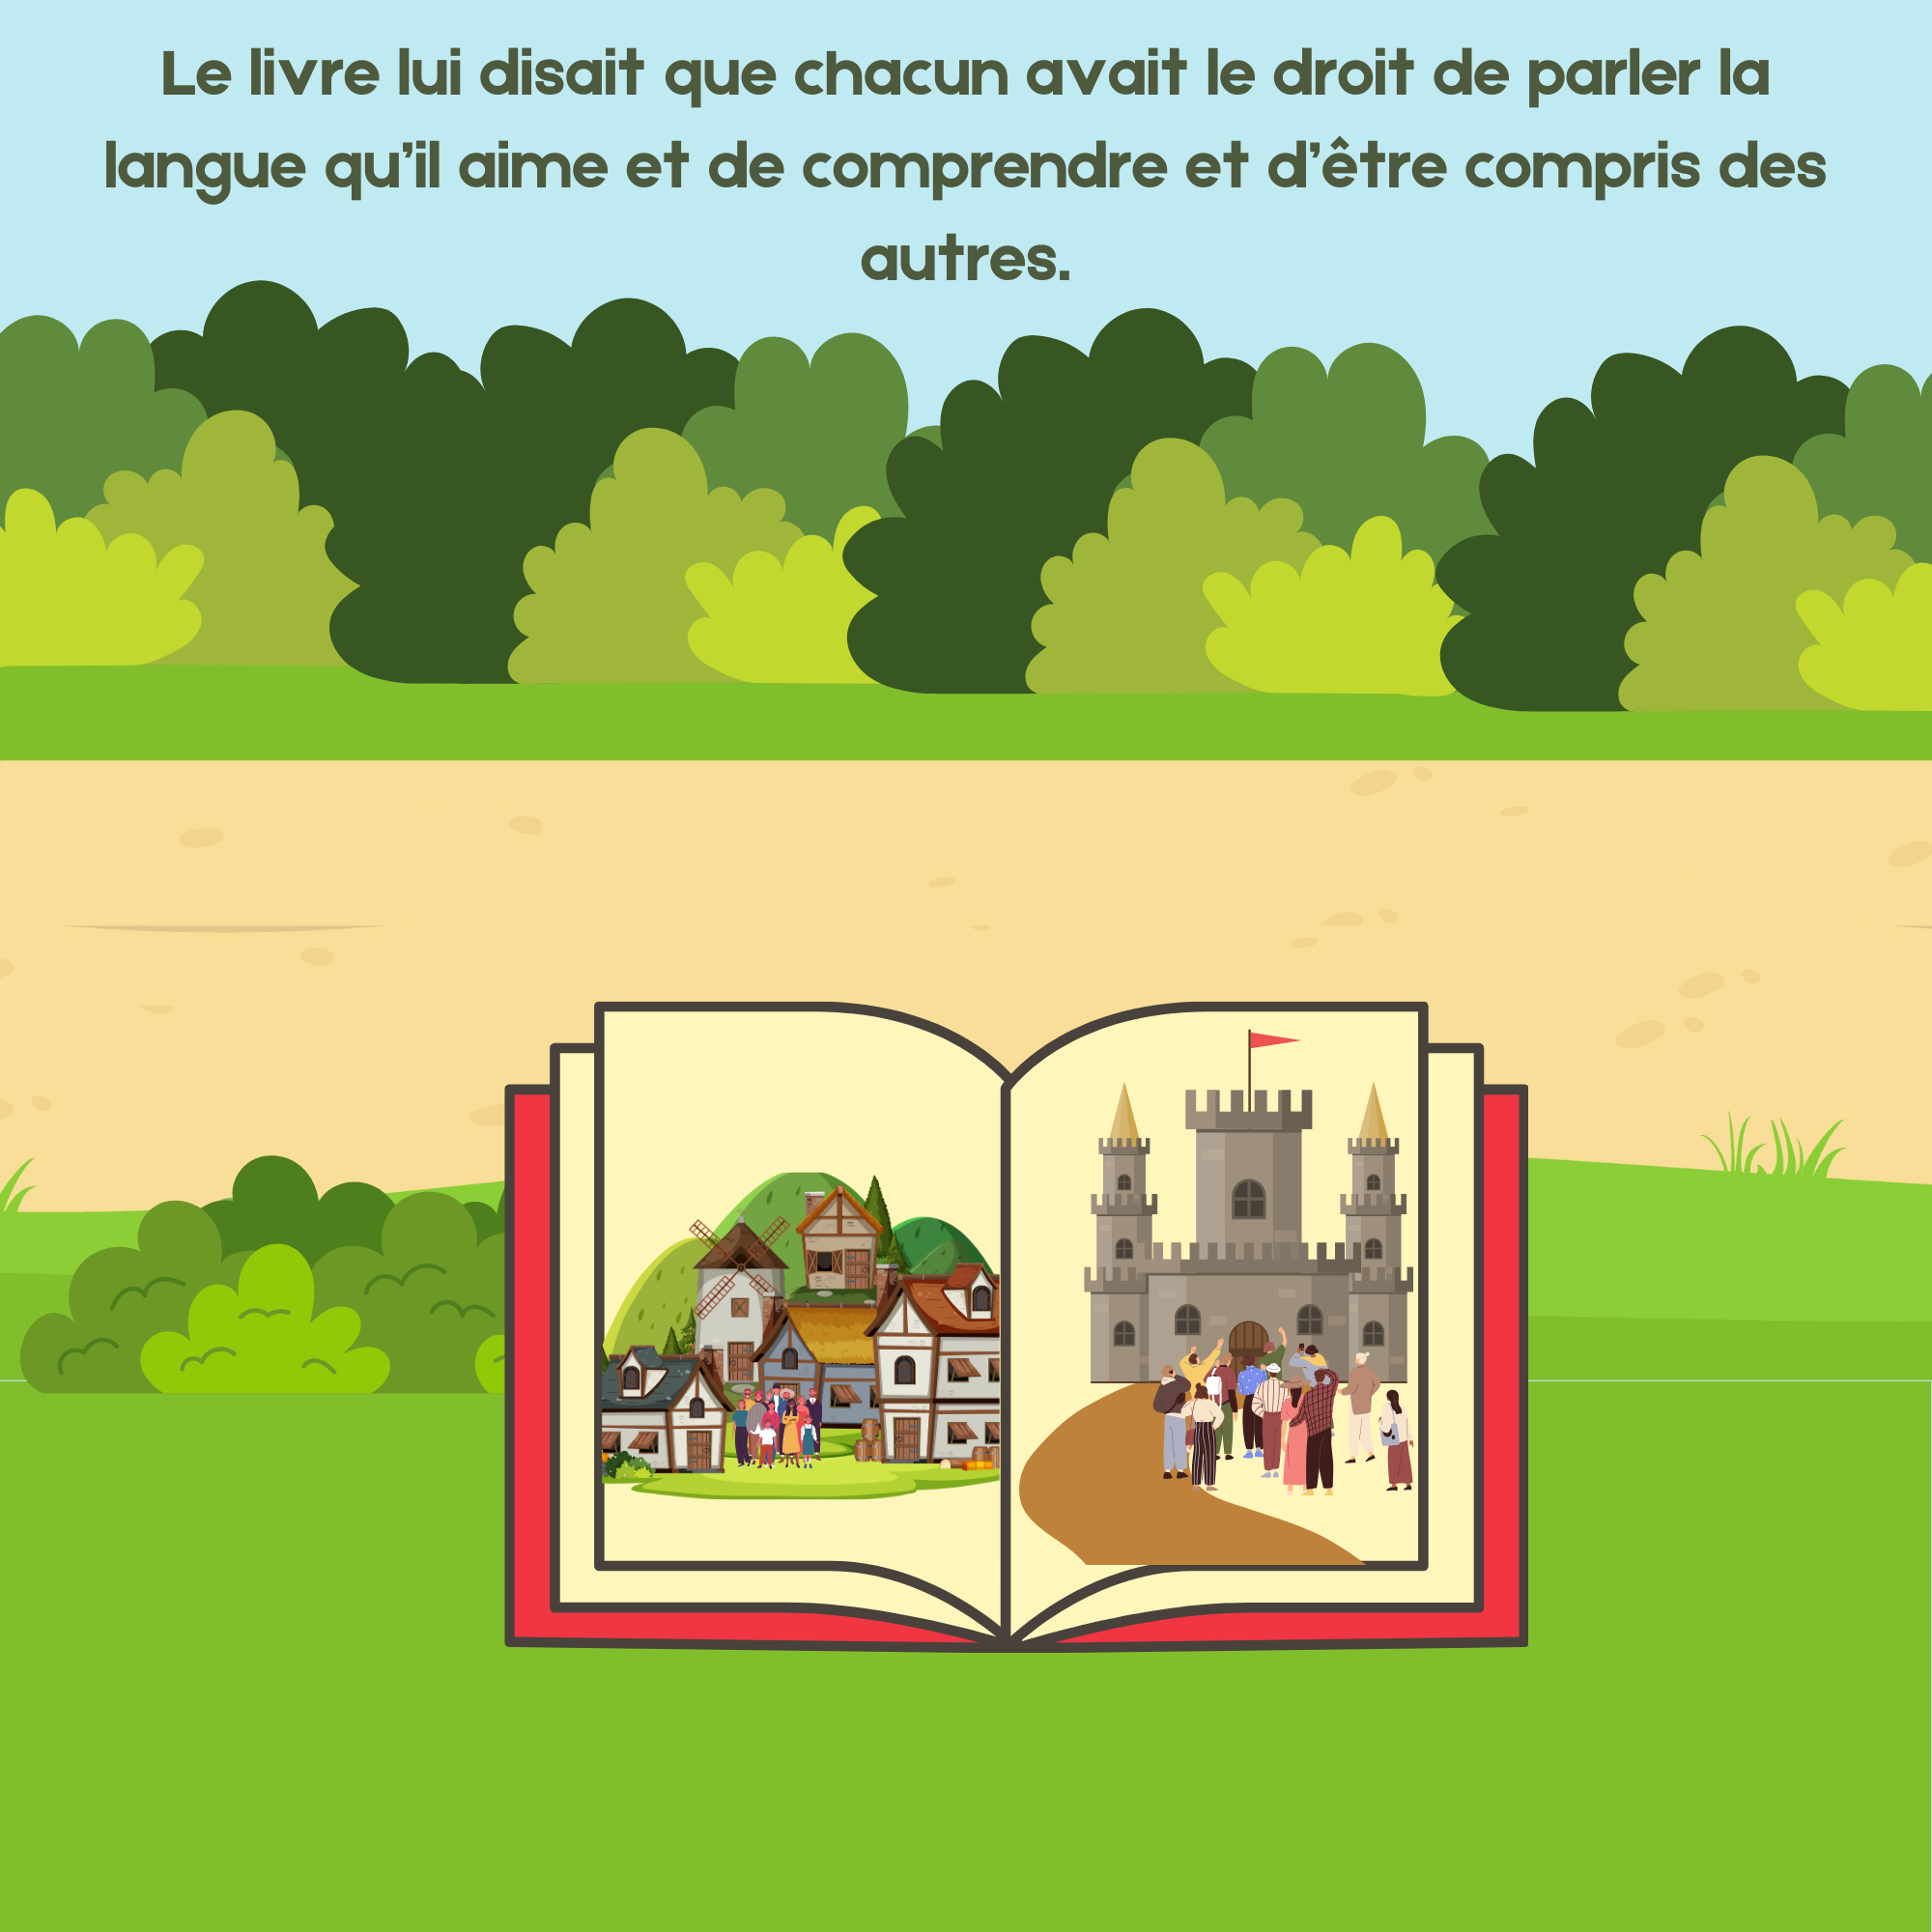 Le livre lui disait que chacun avait le droit de parler la
langue qu’il aime et de comprendre et d’être compris des
autres.